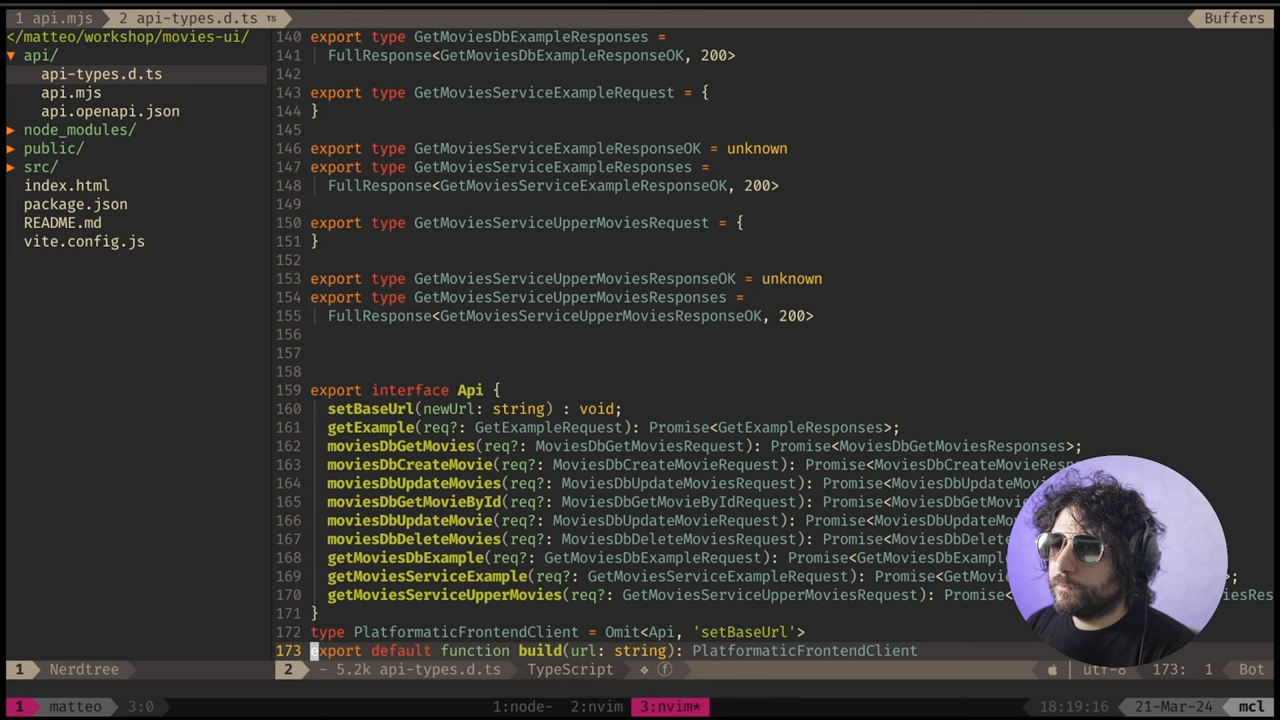 1 api.mjs 2 api-types.d.ts TS Buffers
</matteo/workshop/movies-ui/
▼ api/
api-types.d.ts
api.mjs
api.openapi.json
▶ node_modules/
▶ public/
▶ src/
index.html
package.json
README.md
vite.config.js
140 export type GetMoviesDbExampleResponses =
141 FullResponse<GetMoviesDbExampleResponseOK, 200>
142
143 export type GetMoviesServiceExampleRequest = {
144 }
145
146 export type GetMoviesServiceExampleResponseOK = unknown
147 export type GetMoviesServiceExampleResponses =
148 FullResponse<GetMoviesServiceExampleResponseOK, 200>
149
150 export type GetMoviesServiceUpperMoviesRequest = {
151 }
152
153 export type GetMoviesServiceUpperMoviesResponseOK = unknown
154 export type GetMoviesServiceUpperMoviesResponses =
155 FullResponse<GetMoviesServiceUpperMoviesResponseOK, 200>
156
157
158
159 export interface Api {
160 setBaseUrl(newUrl: string) : void;
161 getExample(req?: GetExampleRequest): Promise<GetExampleResponses>;
162 moviesDbGetMovies(req?: MoviesDbGetMoviesRequest): Promise<MoviesDbGetMoviesResponses>;
163 moviesDbCreateMovie(req?: MoviesDbCreateMovieRequest): Promise<MoviesDbCreateMovieResp
164 moviesDbUpdateMovies(req?: MoviesDbUpdateMoviesRequest): Promise<MoviesDbUpdateMovi
165 moviesDbGetMovieById(req?: MoviesDbGetMovieByIdRequest): Promise<MoviesDbGetMovi
166 moviesDbUpdateMovie(req?: MoviesDbUpdateMovieRequest): Promise<MoviesDbUpdateM
167 moviesDbDeleteMovies(req?: MoviesDbDeleteMoviesRequest): Promise<MoviesDbDelet
168 getMoviesDbExample(req?: GetMoviesDbExampleRequest): Promise<GetMoviesDbExampl
169 getMoviesServiceExample(req?: GetMoviesServiceExampleRequest): Promise<GetMovi s>;
170 getMoviesServiceUpperMovies(req?: GetMoviesServiceUpperMoviesRequest): Promise< iesRes
171 }
172 type PlatformaticFrontendClient = Omit<Api, 'setBaseUrl'>
173 export default function build(url: string): PlatformaticFrontendClient
1 Nerdtree 2 - 5.2k api-types.d.ts TypeScript utf-8 173: 1 Bot
1 matteo 3:0 1:node- 2:nvim 3:nvim* 18:19:16 21-Mar-24 mcl